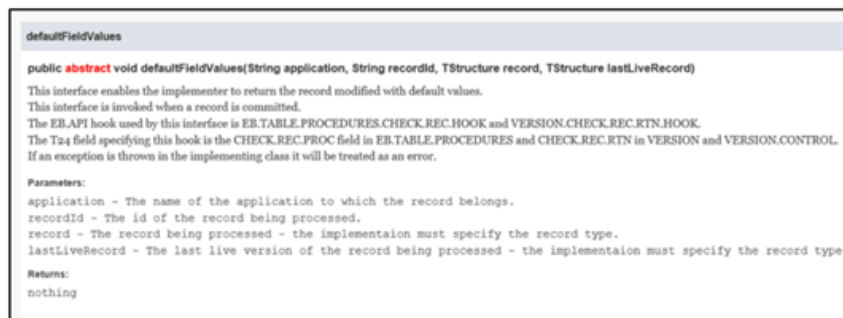 defaultFieldValues
public abstract void defaultFieldValues(String application, String recordId, TStructure record, TStructure lastLiveRecord)
This interface enables the implementer to return the record modified with default values.
This interface is invoked when a record is committed.
The EB.API hook used by this interface is EB.TABLE.PROCEDURES.CHECK.REC.HOOK and VERSION.CHECK.REC.RTN.HOOK.
The T24 field specifying this hook is the CHECK.REC.PROC field in EB.TABLE.PROCEDURES and CHECK.REC.RTN in VERSION and VERSION.CONTROL.
If an exception is thrown in the implementing class it will be treated as an error.
Parameters:
application - The name of the application to which the record belongs.
recordId - The id of the record being processed.
record - The record being processed - the implementaion must specify the record type.
lastLiveRecord - The last live version of the record being processed - the implementaion must specify the record type
Returns:
nothing